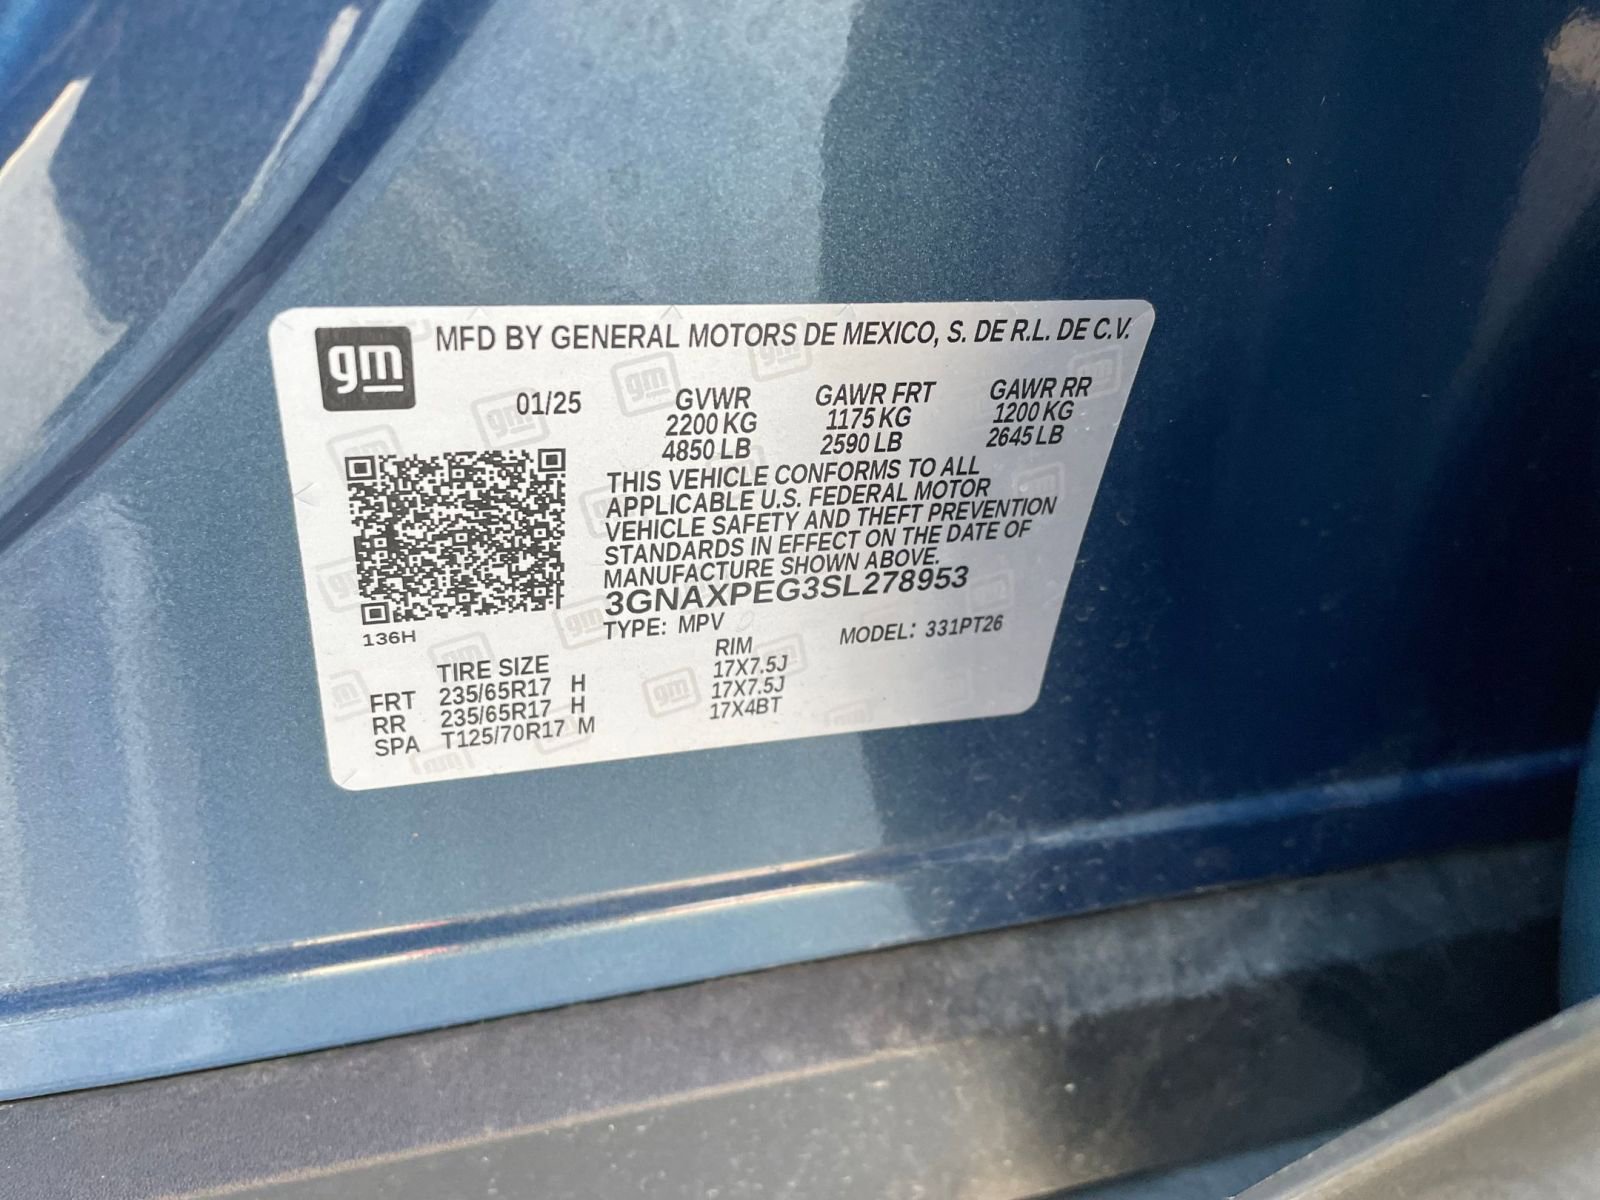 gm MFD BY GENERAL MOTORS DE MEXICO, S. DE R.L. DE C.V.
01/25 GVWR GAWR FRT GAWR RR
2200 KG 1175 KG 1200 KG
4850 LB 2590 LB 2645 LB
THIS VEHICLE CONFORMS TO ALL
APPLICABLE U.S. FEDERAL MOTOR
VEHICLE SAFETY AND THEFT PREVENTION
STANDARDS IN EFFECT ON THE DATE OF
MANUFACTURE SHOWN ABOVE.
3GNAXPEG3SL278953
136H TYPE: MPV MODEL: 331PT26
TIRE SIZE RIM
FRT 235/65R17 H 17X7.5J
RR 235/65R17 H 17X7.5J
SPA T125/70R17 M 17X4BT